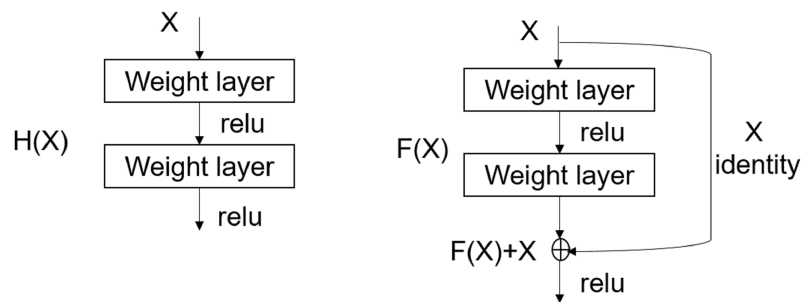 X
Weight layer
relu
H(X)
Weight layer
relu
X
Weight layer
relu
F(X)
Weight layer
X
identity
F(X)+X
relu